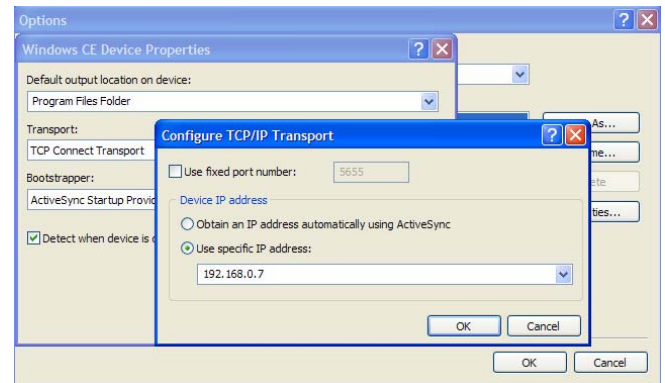 Options
Windows CE Device Properties
Default output location on device:
Program Files Folder
Transport:
TCP Connect Transport
Bootstrapper:
ActiveSync Startup
Detect when device is
As...
ties...
Configure TCP/IP Transport
Use fixed port number:
5655
Device IP address
Obtain an IP address automatically using ActiveSync
Use specific IP address:
192.168.0.7
OK Cancel
OK Cancel